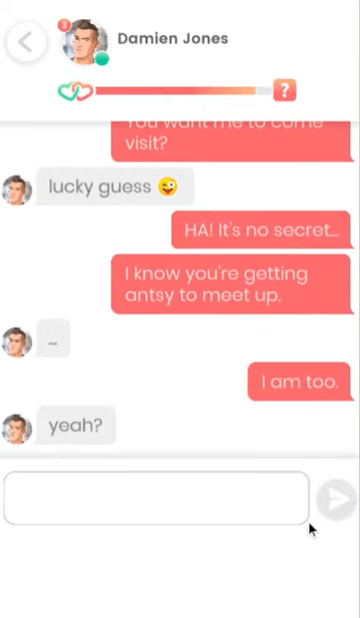 3
Damien Jones
?
You want me to come
visit?
lucky guess 😜
HA! It's no secret...
I know you're getting
antsy to meet up.
...
I am too.
yeah?